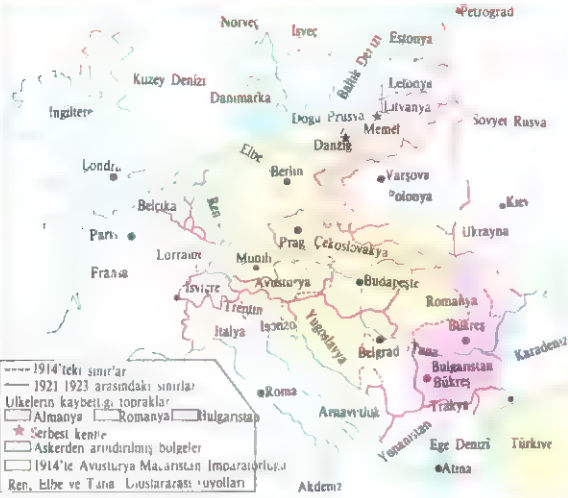 Petrograd
Norveç
İsveç
Estonya
Baltık Denizi
Kuzey Denizi
Letonya
Danimarka
Litvanya
İngiltere
Doğu Prusya
Memel
Sovyet Rusya
Danzig
Elbe
Londra
Berlin
Varşova
Polonya
Belçika
Ren
Kiev
Paris
Prag
Çekoslovakya
Ukrayna
Lorraine
Münih
Fransa
Avusturya
Budapeşte
İsviçre
Trentin
Romanya
İtalya
Isonzo
Yugoslavya
Bükreş
Belgrad
Tuna
Karadeniz
Bulgaristan
Bükreş
Roma
Arnavutluk
Trakya
Yunanistan
Ege Denizi
Türkiye
Atina
Akdeniz
1914'teki sınırlar
1921 1923 arasındaki sınırlar
Ülkelerin kaybettiği topraklar
Almanya Romanya Bulgaristan
Serbest kentle
Askerden arındırılmış bölgeler
1914'te Avusturya Macaristan İmparatorluğu
Ren, Elbe ve Tuna Uluslararası suyolları